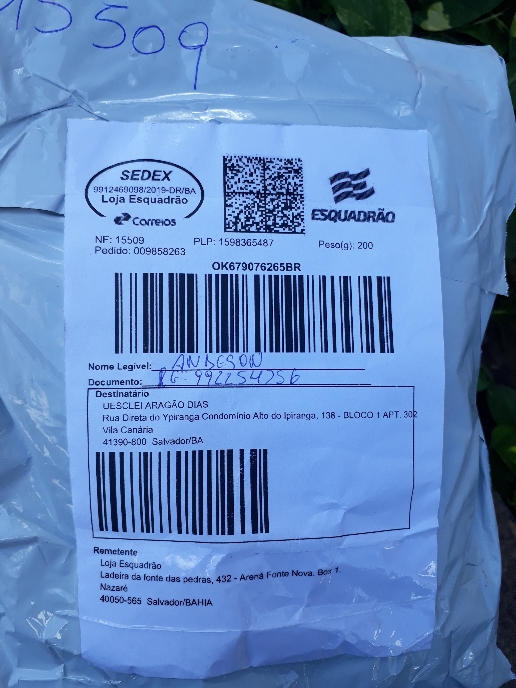 15509
SEDEX
9912469098/2019-DR/BA
Loja Esquadrão
Correios
ESQUADRÃO
NF: 15509 PLP: 1598365487 Peso(g): 200
Pedido: 009858263
OK679076265BR
Nome Legível: ANDESON
Documento: RG-992254756
Destinatário
UESCLEI ARAGÃO DIAS
Rua Direta do Ypiranga Condomínio Alto do Ipiranga, 138 - BLOCO 1 APT. 302
Vila Canária
41390-800 Salvador/BA
Remetente
Loja Esquadrão
Ladeira da fonte das pedras, 432 - Arena Fonte Nova. Box 1.
Nazaré
40050-565 Salvador/BAHIA